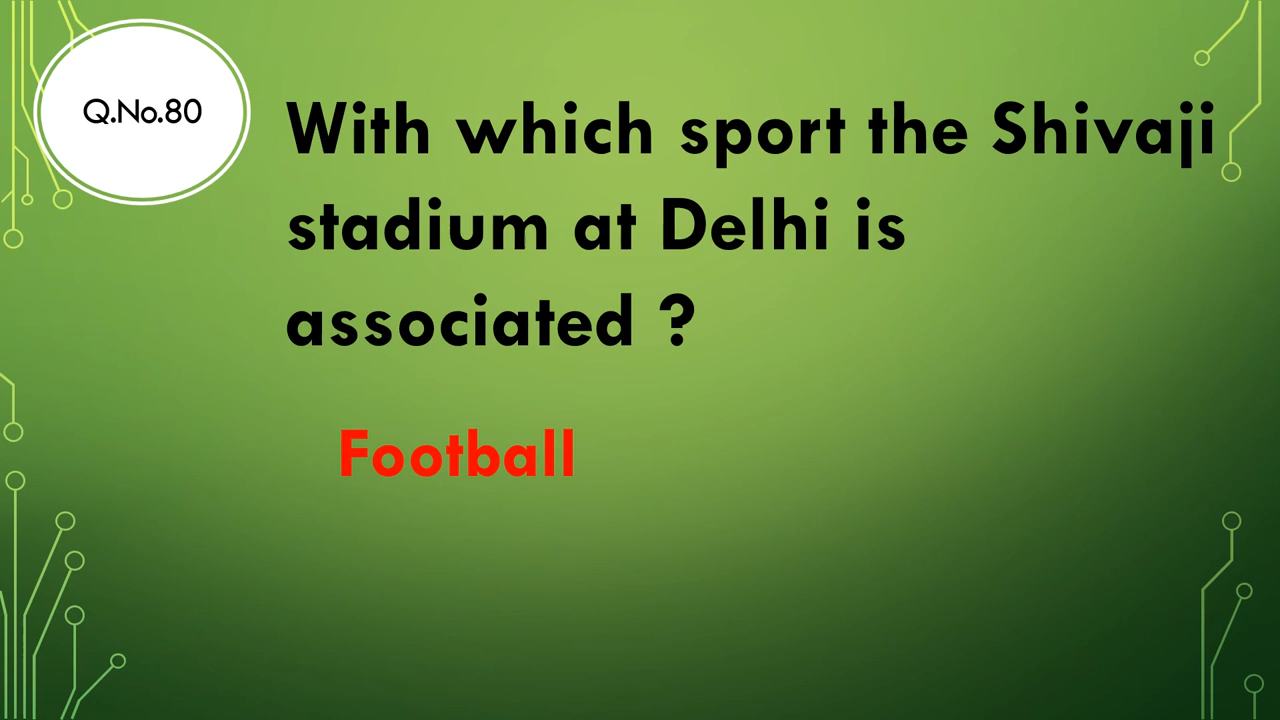 Q.No.80
With which sport the Shivaji
stadium at Delhi is
associated ?
Football